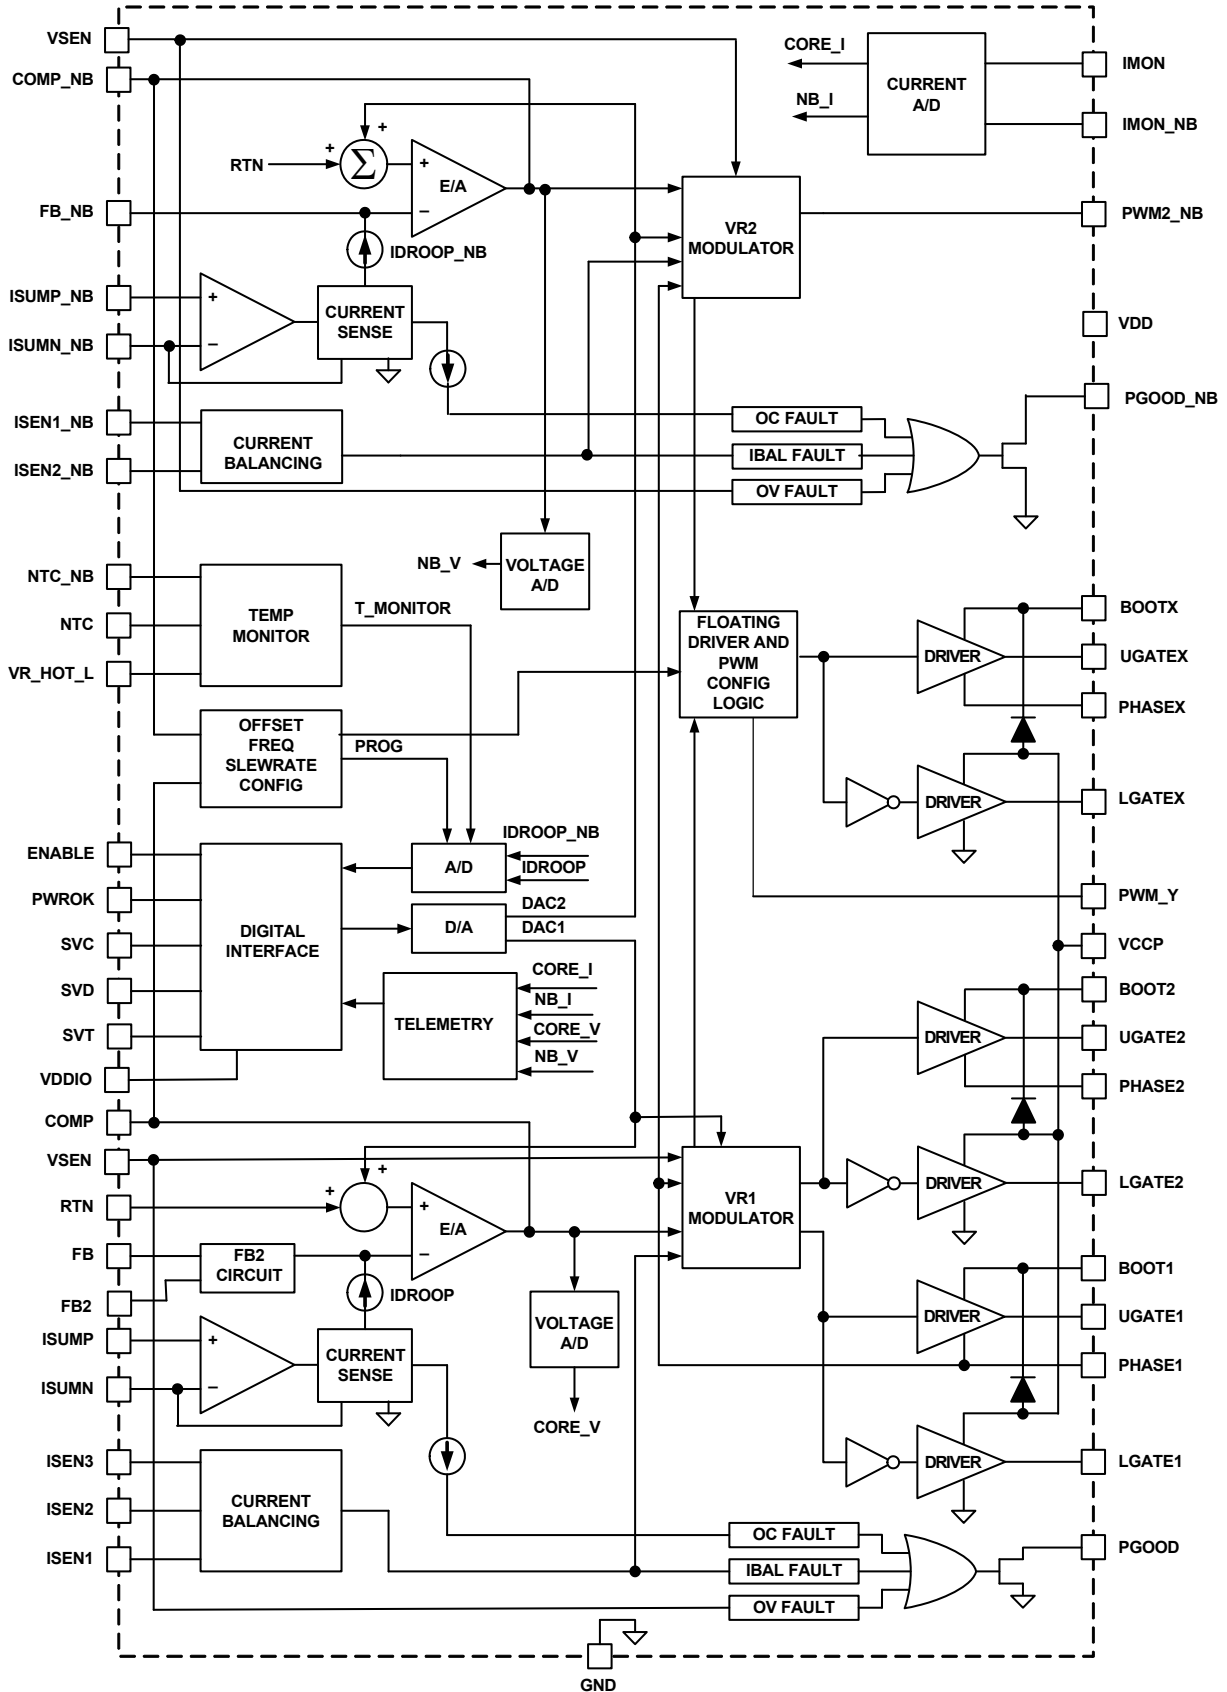 VSEN
COMP_NB
FB_NB
ISUMP_NB
ISUMN_NB
ISEN1_NB
ISEN2_NB
NTC_NB
NTC
VR_HOT_L
ENABLE
PWROK
SVC
SVD
SVT
VDDIO
COMP
VSEN
RTN
FB
FB2
ISUMP
ISUMN
ISEN3
ISEN2
ISEN1
CORE_I
NB_I
CURRENT
A/D
RTN
+
+
Σ
+
E/A
−
IDROOP_NB
+
−
CURRENT
SENSE
VR2
MODULATOR
CURRENT
BALANCING
OC FAULT
IBAL FAULT
OV FAULT
NB_V
VOLTAGE
A/D
TEMP
MONITOR
T_MONITOR
FLOATING
DRIVER AND
PWM
CONFIG
LOGIC
DRIVER
DRIVER
OFFSET
FREQ
SLEWRATE
CONFIG
PROG
IDROOP_NB
IDROOP
A/D
DIGITAL
INTERFACE
D/A
DAC2
DAC1
TELEMETRY
CORE_I
NB_I
CORE_V
NB_V
DRIVER
DRIVER
+
+
+
E/A
−
VR1
MODULATOR
FB2
CIRCUIT
IDROOP
+
−
CURRENT
SENSE
VOLTAGE
A/D
CORE_V
DRIVER
DRIVER
CURRENT
BALANCING
OC FAULT
IBAL FAULT
OV FAULT
IMON
IMON_NB
PWM2_NB
VDD
PGOOD_NB
BOOTX
UGATEX
PHASEX
LGATEX
PWM_Y
VCCP
BOOT2
UGATE2
PHASE2
LGATE2
BOOT1
UGATE1
PHASE1
LGATE1
PGOOD
GND